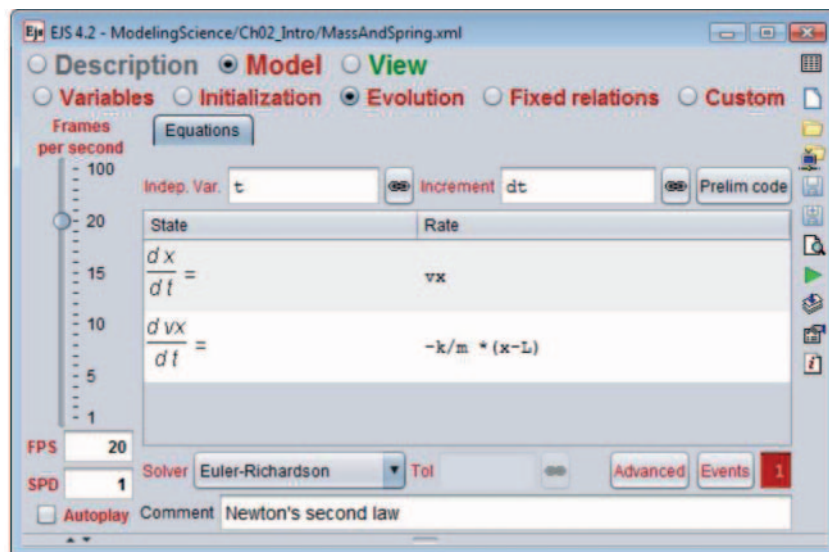 EJS 4.2 - ModelingScience/Ch02_Intro/MassAndSpring.xml
Description Model View
Variables Initialization Evolution Fixed relations Custom
Frames per second
Equations
100
20
15
10
5
1
Indep. Var. t Increment dt Prelim code
State Rate
d x
d t
= vx
d vx
d t
= -k/m *(x-L)
FPS 20
SPD 1
Autoplay
Solver Euler-Richardson Tol Advanced Events 1
Comment Newton's second law